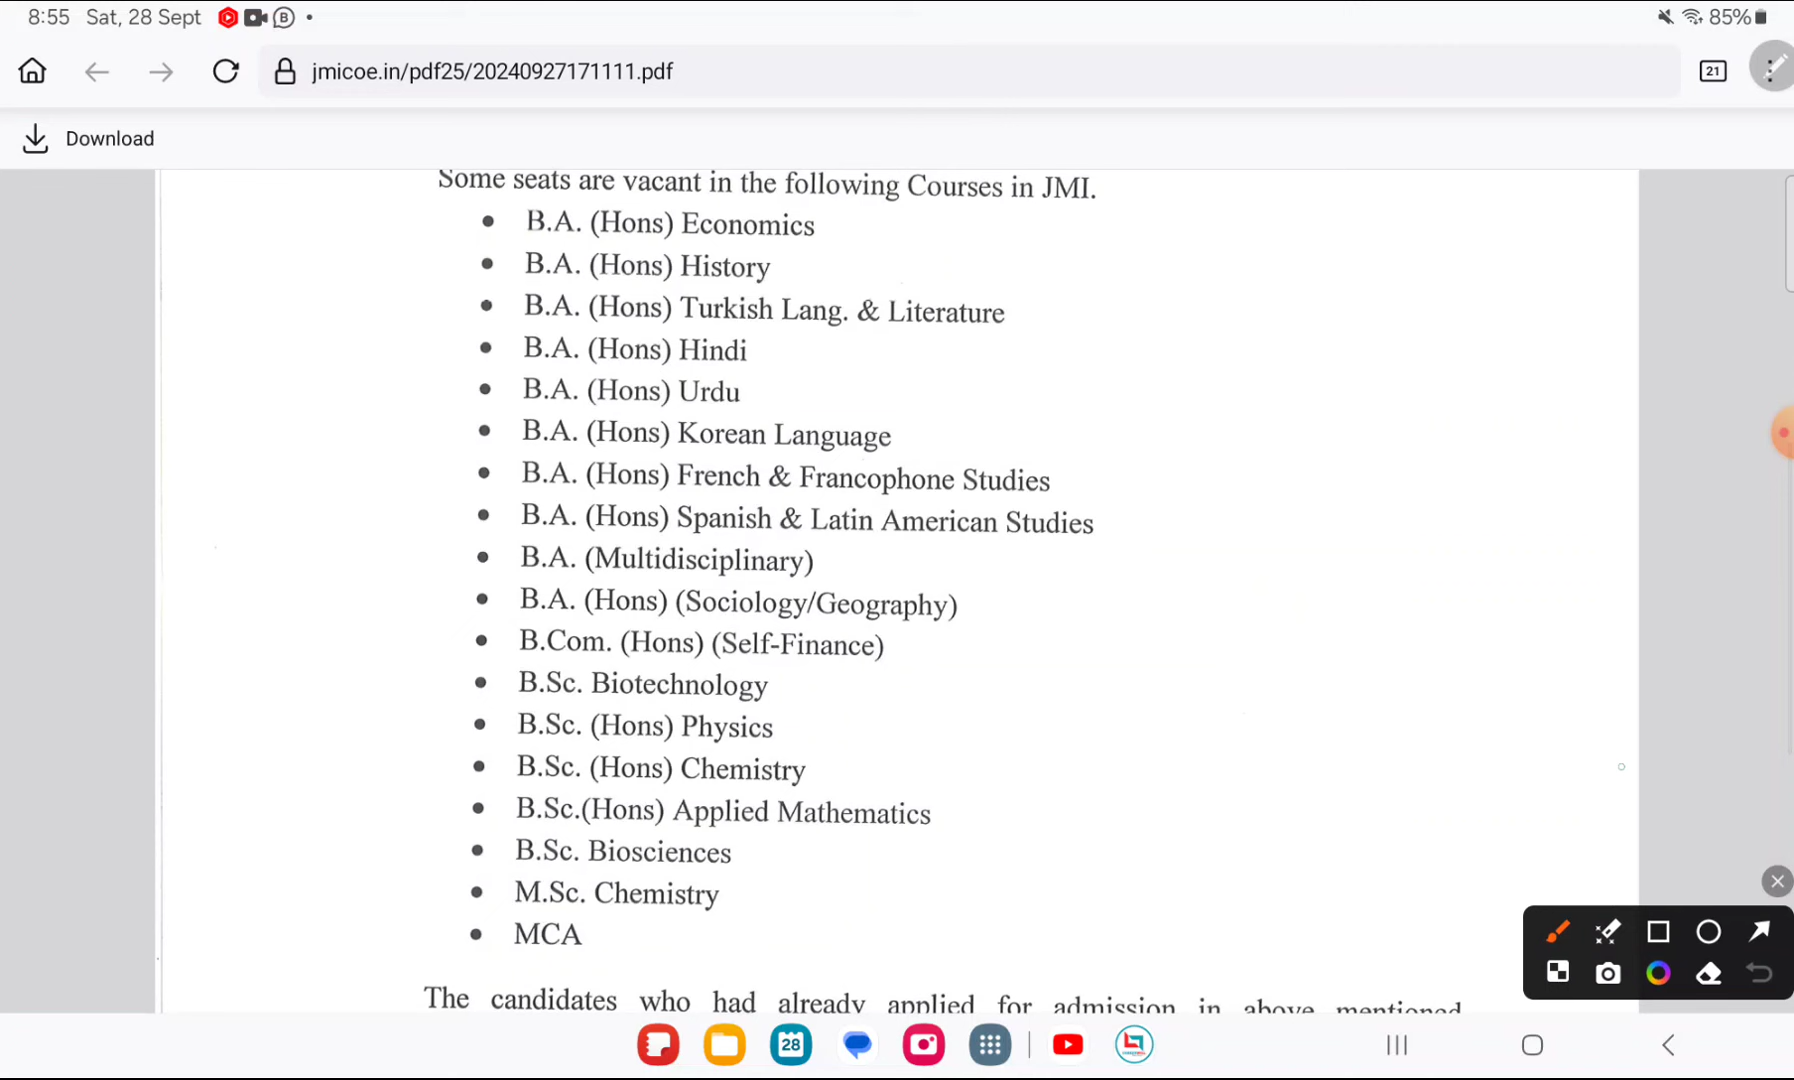 8:55 Sat, 28 Sept
85%
jmicoe.in/pdf25/20240927171111.pdf
21
Download
Some seats are vacant in the following Courses in JMI.
• B.A. (Hons) Economics
• B.A. (Hons) History
• B.A. (Hons) Turkish Lang. & Literature
• B.A. (Hons) Hindi
• B.A. (Hons) Urdu
• B.A. (Hons) Korean Language
• B.A. (Hons) French & Francophone Studies
• B.A. (Hons) Spanish & Latin American Studies
• B.A. (Multidisciplinary)
• B.A. (Hons) (Sociology/Geography)
• B.Com. (Hons) (Self-Finance)
• B.Sc. Biotechnology
• B.Sc. (Hons) Physics
• B.Sc. (Hons) Chemistry
• B.Sc.(Hons) Applied Mathematics
• B.Sc. Biosciences
• M.Sc. Chemistry
• MCA
The candidates who had already applied for admission in above mentioned
28